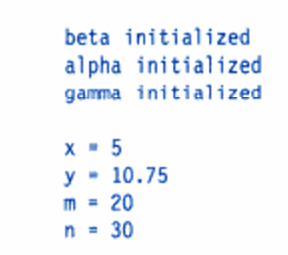 beta initialized
alpha initialized
gamma initialized

x = 5
y = 10.75
m = 20
n = 30